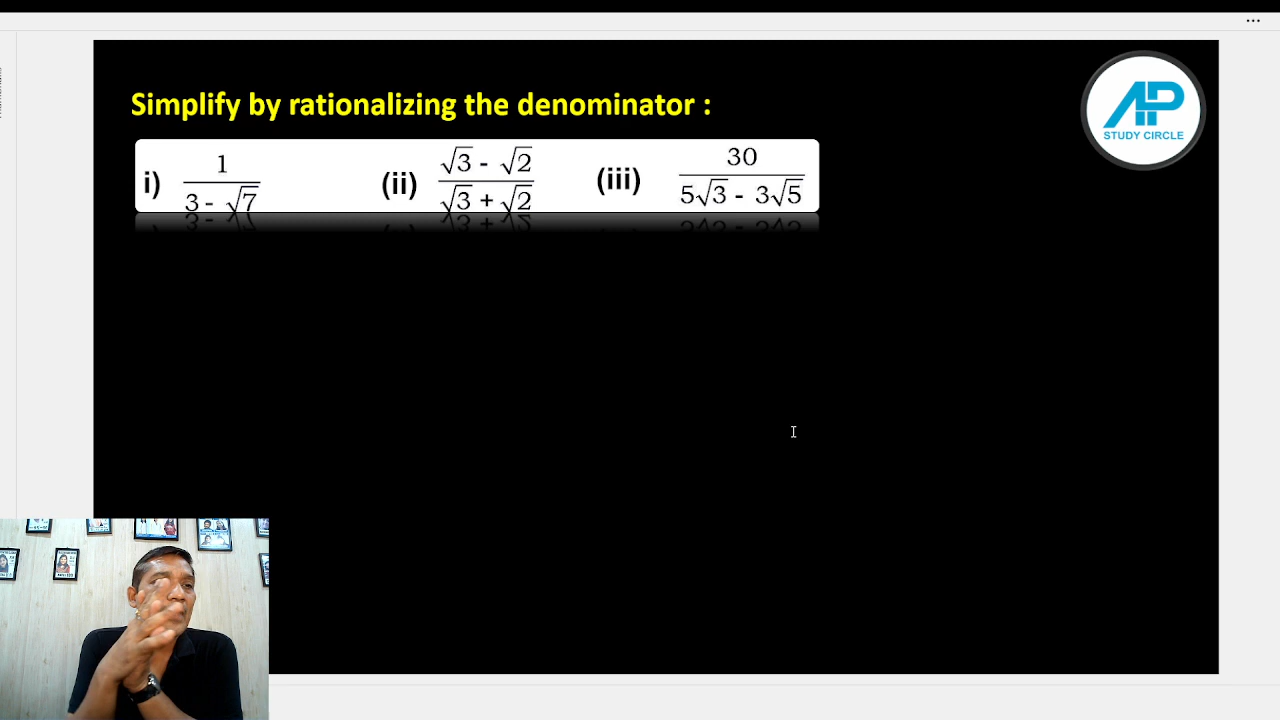 Simplify by rationalizing the denominator :
i) 1 / (3 - √7) (ii) (√3 - √2) / (√3 + √2) (iii) 30 / (5√3 - 3√5)
AP
STUDY CIRCLE